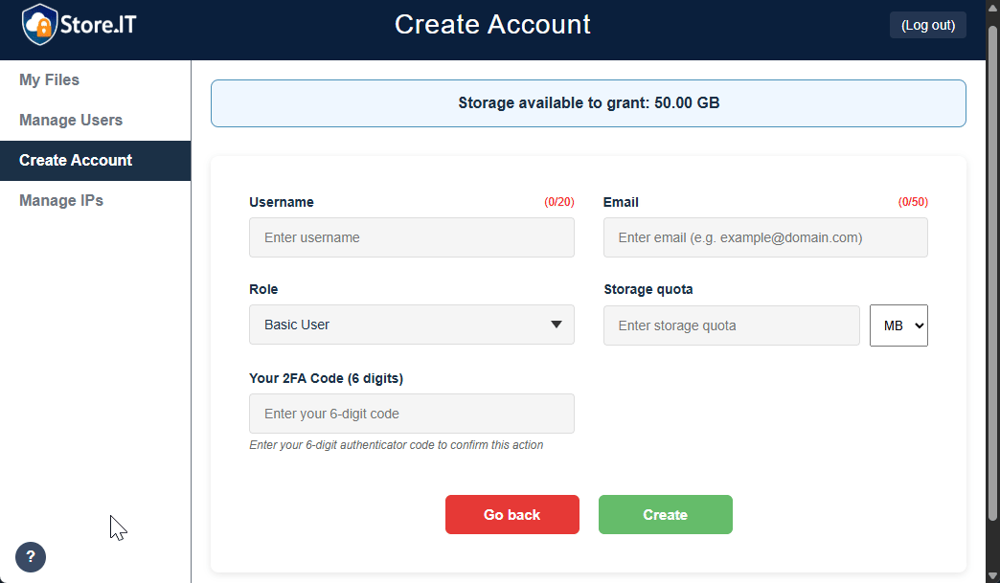 Store.IT
Create Account
(Log out)
My Files
Manage Users
Create Account
Manage IPs
Storage available to grant: 50.00 GB
Username (0/20)
Email (0/50)
Enter username
Enter email (e.g. example@domain.com)
Role
Storage quota
Basic User
Enter storage quota
MB
Your 2FA Code (6 digits)
Enter your 6-digit code
Enter your 6-digit authenticator code to confirm this action
Go back
Create
?